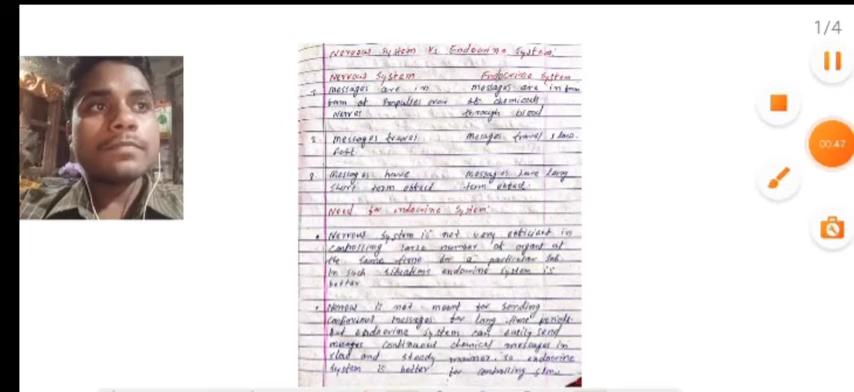 1/4
00:47
Nervous System Vs Endocrine System:
Nervous System Endocrine System
1. messages are in messages are in form
form of Impulses over of chemicals
nerves through blood
2. messages travel messages travel slow.
fast.
3. messages have messages have long
short term effect term effect.
Need for endocrine System:
• Nervous System is not very efficient in
controlling large number of organs at
the same time for a particular Job.
In such situations endocrine system is
better
• Nervous is not meant for sending
continuous messages for long time periods
But endocrine system can easily send
continuous chemical messages in
slow and steady manner. so endocrine
system is better for controlling slow